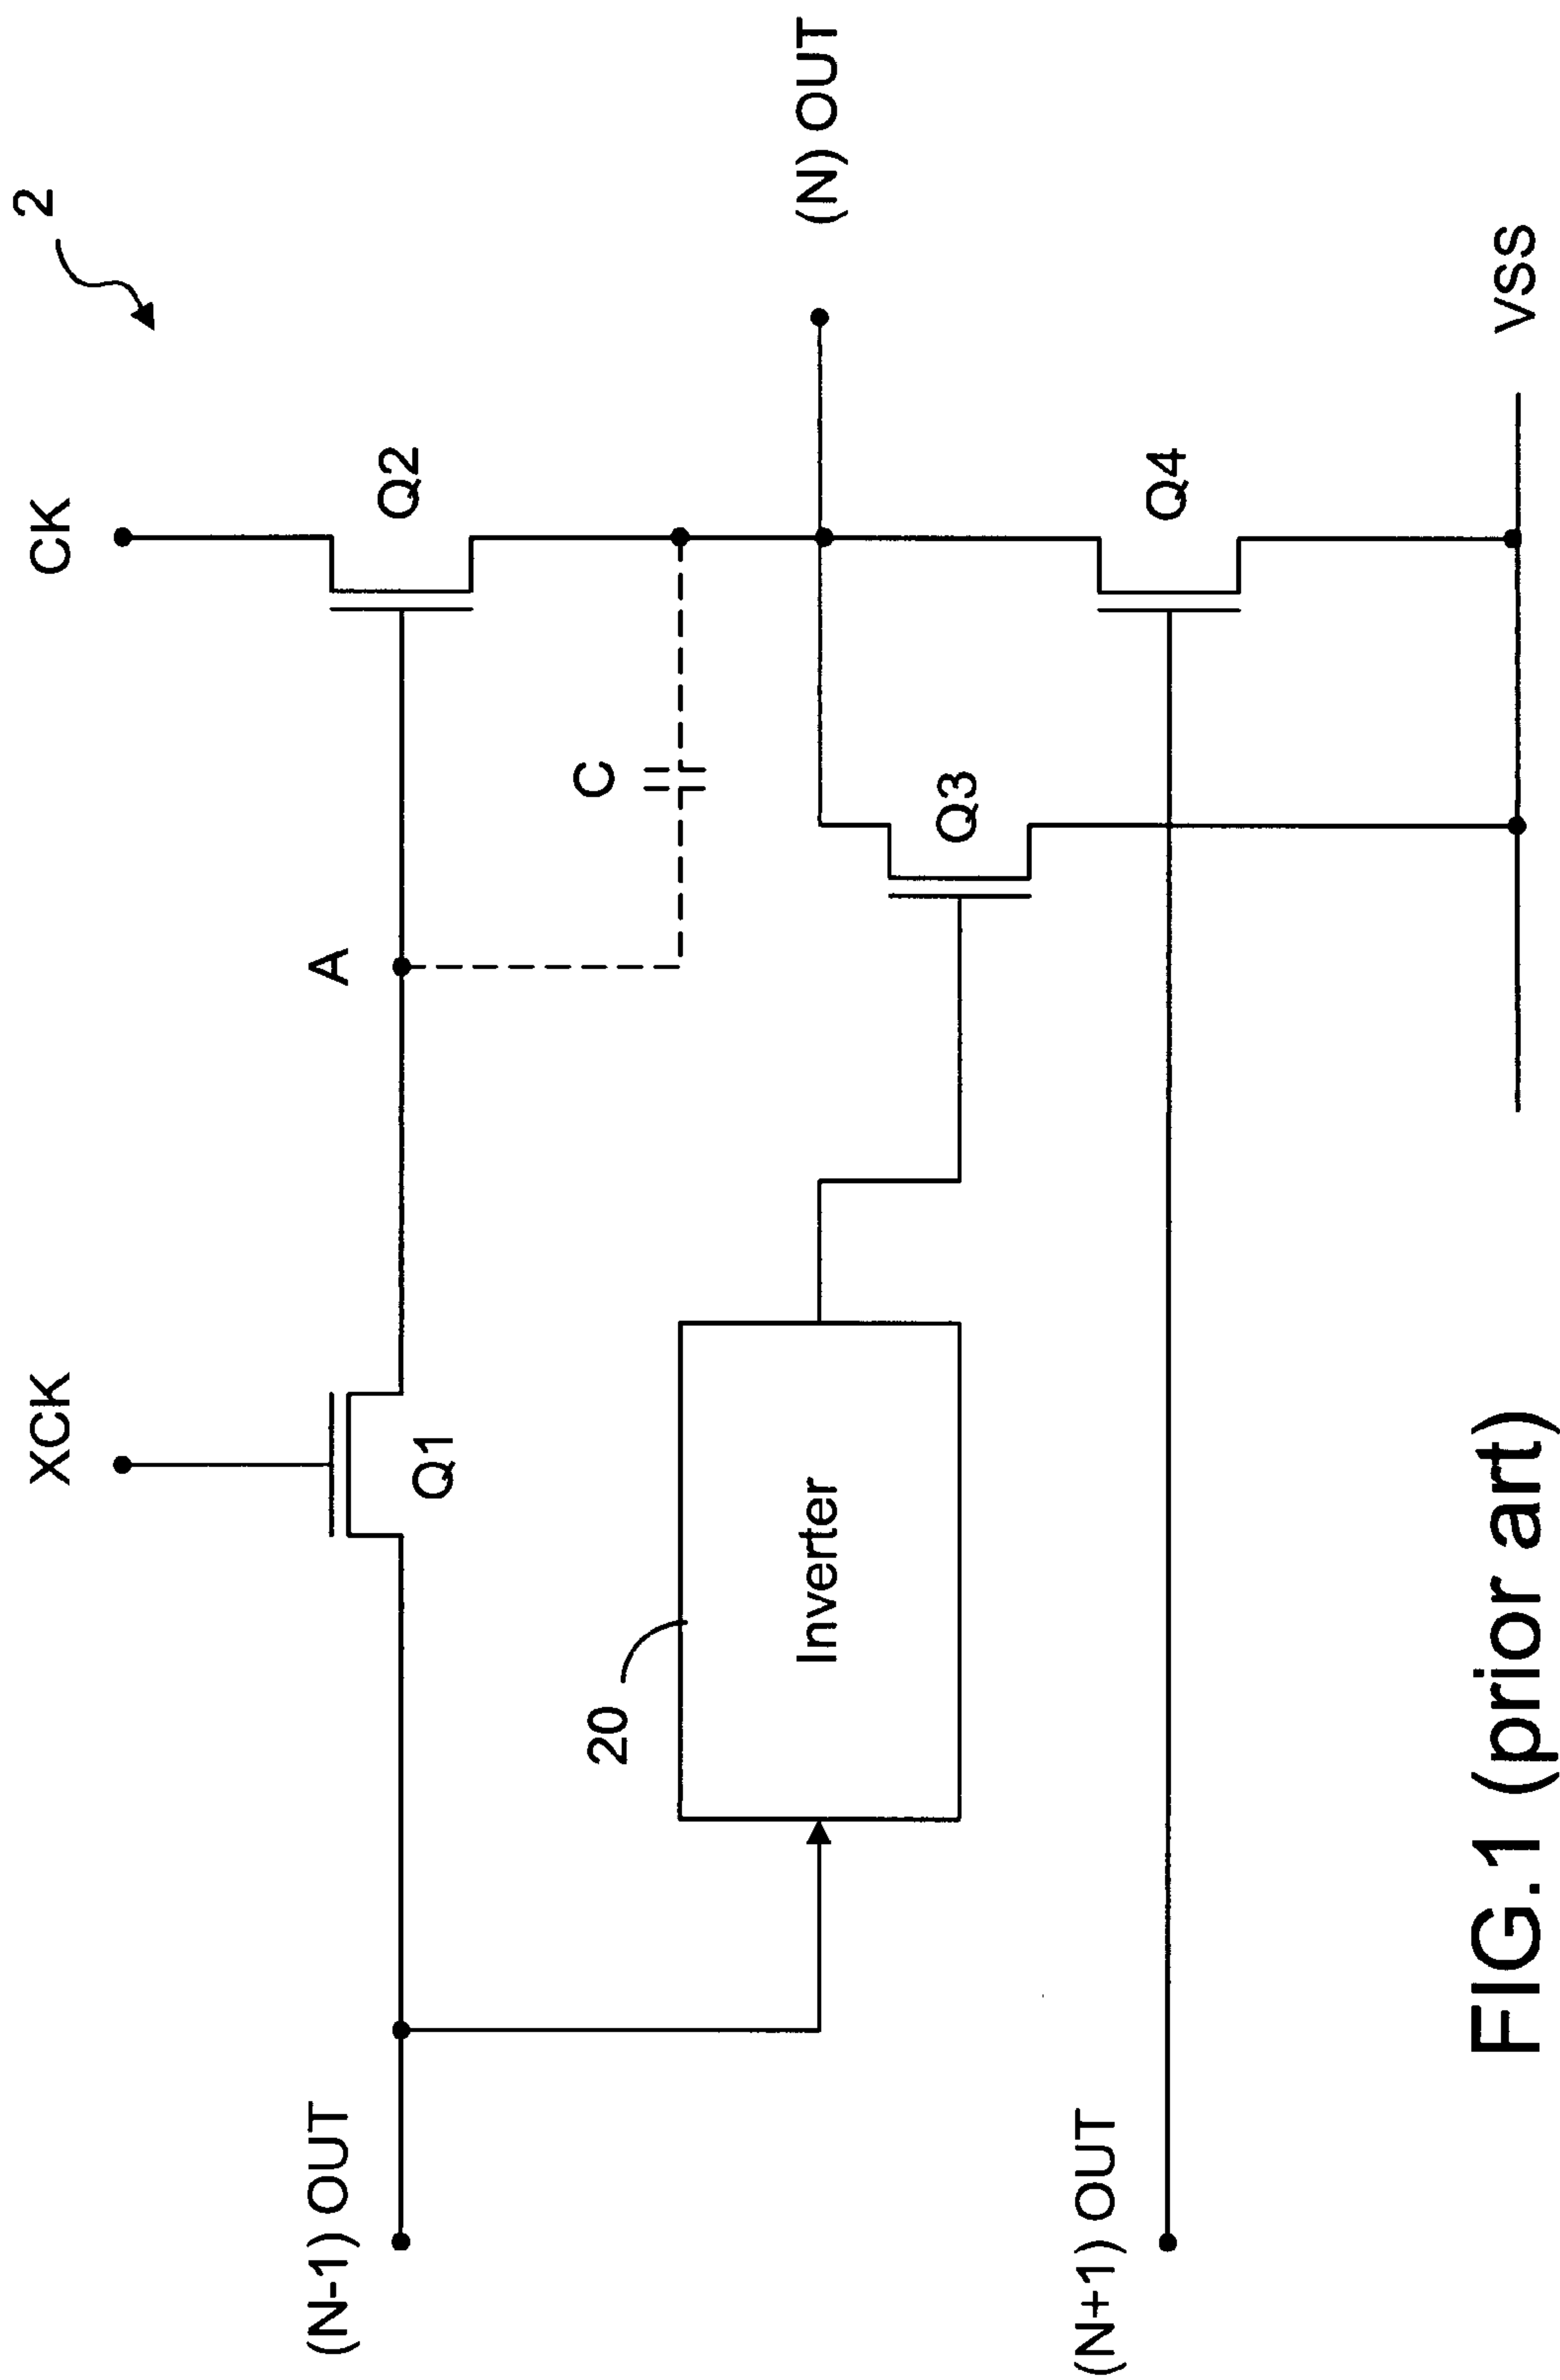 2
XCK
CK
(N-1) OUT
A
Q1
Q2
C
20
Inverter
(N) OUT
Q3
(N+1) OUT
Q4
VSS
FIG.1 (prior art)